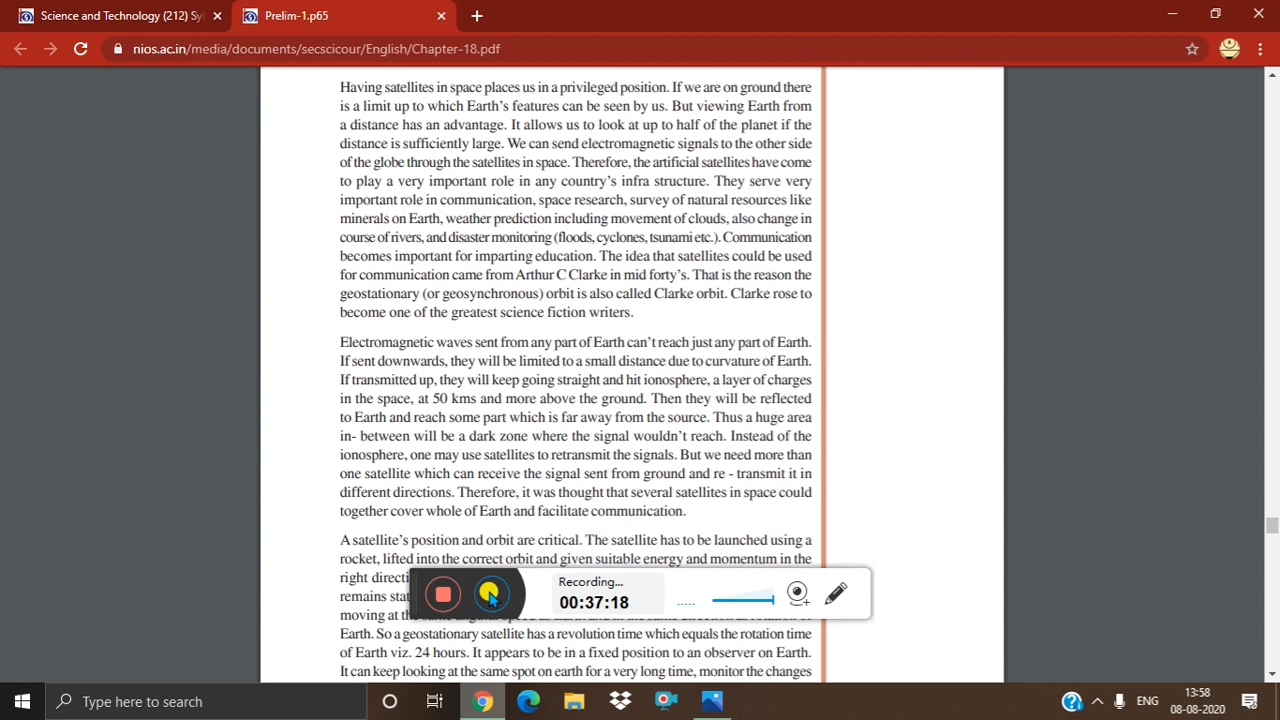 Science and Technology (212) Syl
Prelim-1.p65
nios.ac.in/media/documents/secscicour/English/Chapter-18.pdf
Having satellites in space places us in a privileged position. If we are on ground there
is a limit up to which Earth's features can be seen by us. But viewing Earth from
a distance has an advantage. It allows us to look at up to half of the planet if the
distance is sufficiently large. We can send electromagnetic signals to the other side
of the globe through the satellites in space. Therefore, the artificial satellites have come
to play a very important role in any country's infra structure. They serve very
important role in communication, space research, survey of natural resources like
minerals on Earth, weather prediction including movement of clouds, also change in
course of rivers, and disaster monitoring (floods, cyclones, tsunami etc.). Communication
becomes important for imparting education. The idea that satellites could be used
for communication came from Arthur C Clarke in mid forty's. That is the reason the
geostationary (or geosynchronous) orbit is also called Clarke orbit. Clarke rose to
become one of the greatest science fiction writers.
Electromagnetic waves sent from any part of Earth can't reach just any part of Earth.
If sent downwards, they will be limited to a small distance due to curvature of Earth.
If transmitted up, they will keep going straight and hit ionosphere, a layer of charges
in the space, at 50 kms and more above the ground. Then they will be reflected
to Earth and reach some part which is far away from the source. Thus a huge area
in- between will be a dark zone where the signal wouldn't reach. Instead of the
ionosphere, one may use satellites to retransmit the signals. But we need more than
one satellite which can receive the signal sent from ground and re - transmit it in
different directions. Therefore, it was thought that several satellites in space could
together cover whole of Earth and facilitate communication.
A satellite's position and orbit are critical. The satellite has to be launched using a
rocket, lifted into the correct orbit and given suitable energy and momentum in the
right directi
remains stat
moving at the
Earth. So a geostationary satellite has a revolution time which equals the rotation time
of Earth viz. 24 hours. It appears to be in a fixed position to an observer on Earth.
It can keep looking at the same spot on earth for a very long time, monitor the changes
Recording...
00:37:18
Type here to search
ENG
13:58
08-08-2020